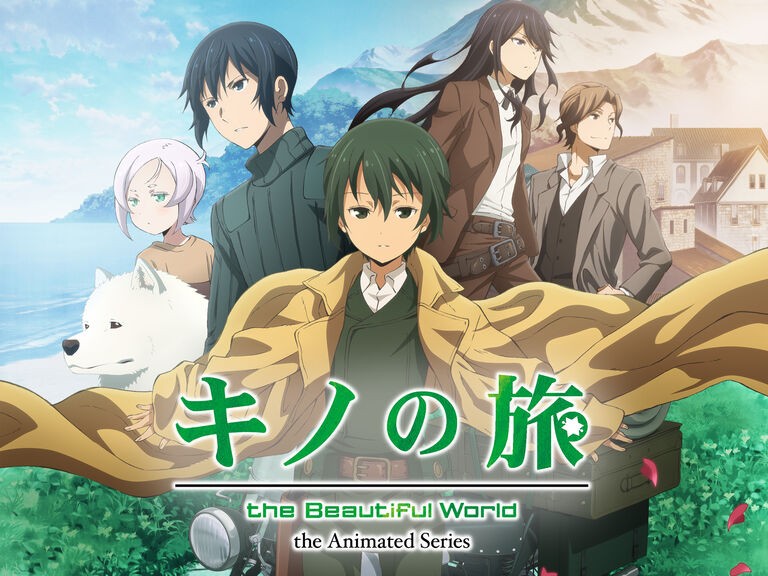 キノの旅
the Beautiful World
the Animated Series